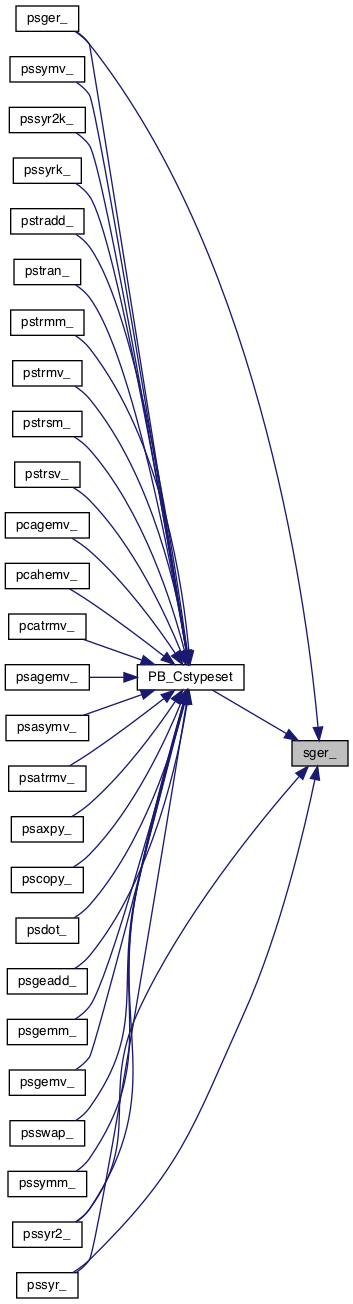 psger_
pssymv_
pssyr2k_
pssyrk_
pstradd_
pstran_
pstrmm_
pstrmv_
pstrsm_
pstrsv_
pcagemv_
pcahemv_
pcatrmv_
psagemv_
PB_Cstypeset
psasymv_
sger_
psatrmv_
psaxpy_
pscopy_
psdot_
psgeadd_
psgemm_
psgemv_
psswap_
pssymm_
pssyr2_
pssyr_